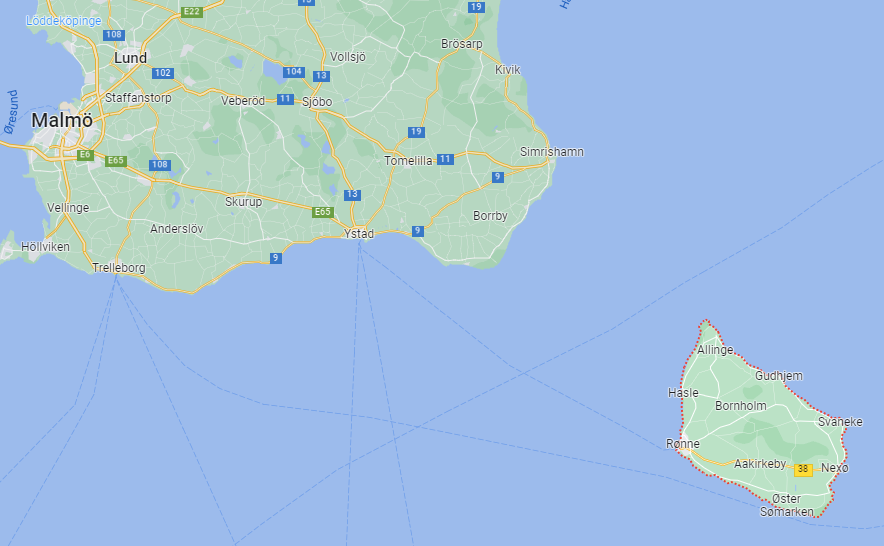 19
13
E22
Löddeköpinge
108
Brösarp
Lund
Vollsjö
102
104
13
Kivik
Staffanstorp
Veberöd
11
Sjöbo
Øresund
Malmö
19
E6
E65
108
Tomelilla
11
Simrishamn
9
13
Skurup
Vellinge
E65
Borrby
Anderslöv
Ystad
9
Höllviken
9
Trelleborg
Allinge
Gudhjem
Hasle
Bornholm
Svaneke
Rønne
Aakirkeby
38
Nexø
Øster
Sømarken